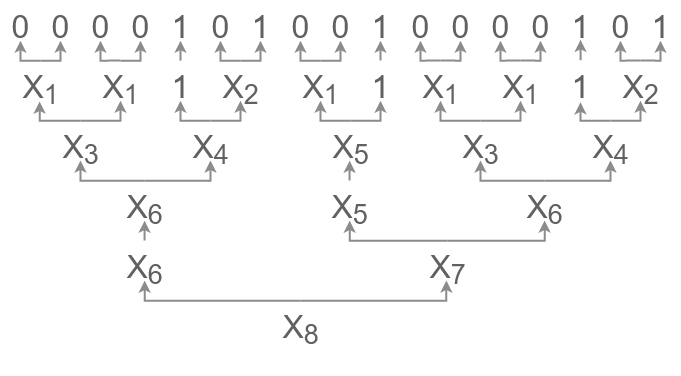 0 0 0 0 1 0 1 0 0 1 0 0 0 0 1 0 1
X₁ X₁ 1 X₂ X₁ 1 X₁ X₁ 1 X₂
X₃ X₄ X₅ X₃ X₄
X₆ X₅ X₆
X₆ X₇
X₈